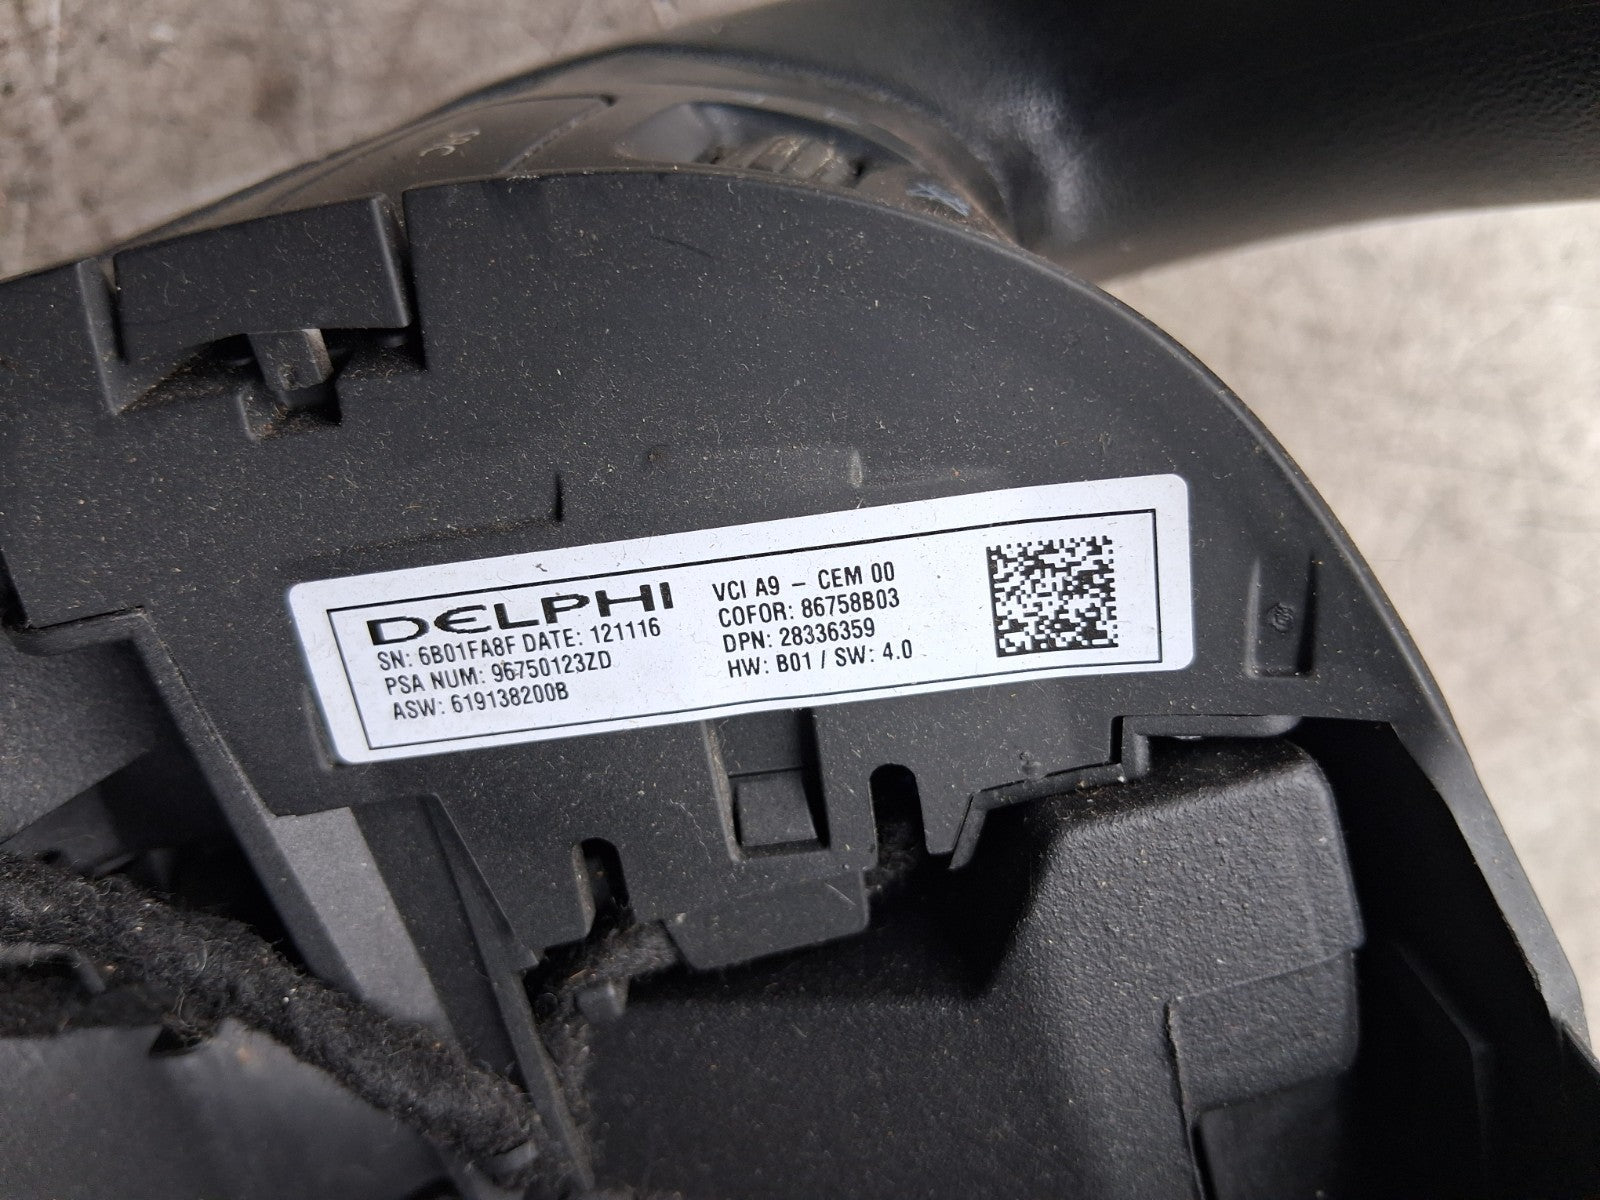 DELPHI
SN: 6B01FA8F DATE: 121116
PSA NUM: 96750123ZD
ASW: 619138200B
VCI A9 - CEM 00
COFOR: 86758B03
DPN: 28336359
HW: B01 / SW: 4.0